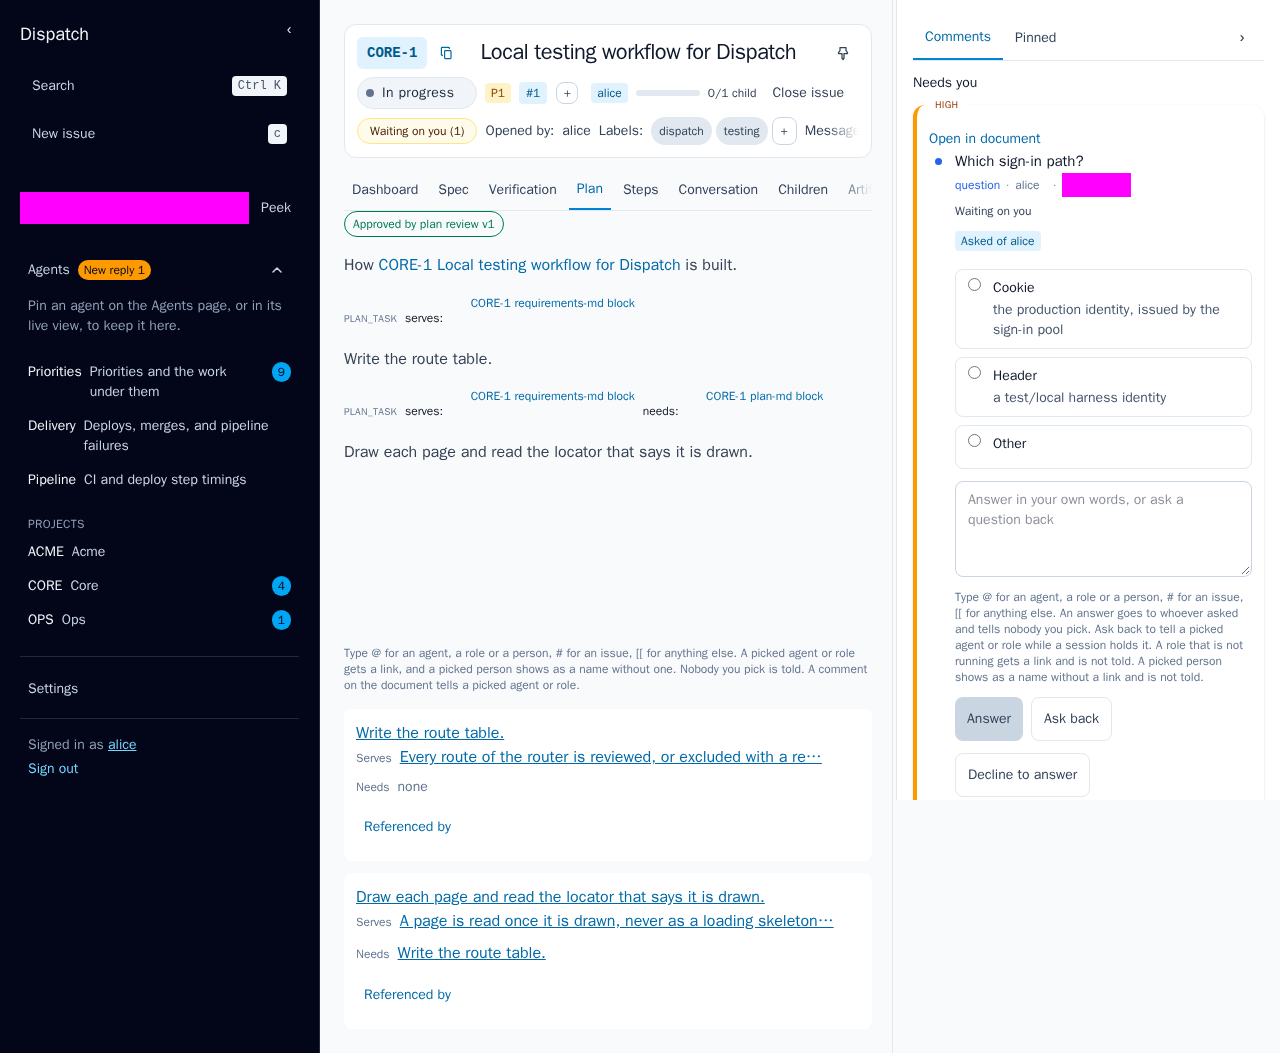 Dispatch
Search
Ctrl K
New issue
C
Peek
Agents
New reply 1
Pin an agent on the Agents page, or in its
live view, to keep it here.
Priorities
Priorities and the work
under them
9
Delivery
Deploys, merges, and pipeline
failures
Pipeline
CI and deploy step timings
PROJECTS
ACME Acme
CORE Core
4
OPS Ops
1
Settings
Signed in as alice
Sign out
CORE-1
Local testing workflow for Dispatch
In progress
P1
#1
+
alice
0/1 child
Close issue
Waiting on you (1)
Opened by: alice
Labels:
dispatch
testing
+
Message
Dashboard
Spec
Verification
Plan
Steps
Conversation
Children
Arti
Approved by plan review v1
How CORE-1 Local testing workflow for Dispatch is built.
PLAN_TASK serves: CORE-1 requirements-md block
Write the route table.
PLAN_TASK serves: CORE-1 requirements-md block needs: CORE-1 plan-md block
Draw each page and read the locator that says it is drawn.
Type @ for an agent, a role or a person, # for an issue, [[ for anything else. A picked agent or role
gets a link, and a picked person shows as a name without one. Nobody you pick is told. A comment
on the document tells a picked agent or role.
Write the route table.
Serves Every route of the router is reviewed, or excluded with a re…
Needs none
Referenced by
Draw each page and read the locator that says it is drawn.
Serves A page is read once it is drawn, never as a loading skeleton…
Needs Write the route table.
Referenced by
Comments
Pinned
Needs you
HIGH
Open in document
Which sign-in path?
question · alice ·
Waiting on you
Asked of alice
Cookie
the production identity, issued by the
sign-in pool
Header
a test/local harness identity
Other
Answer in your own words, or ask a
question back
Type @ for an agent, a role or a person, # for an issue,
[[ for anything else. An answer goes to whoever asked
and tells nobody you pick. Ask back to tell a picked
agent or role while a session holds it. A role that is not
running gets a link and is not told. A picked person
shows as a name without a link and is not told.
Answer
Ask back
Decline to answer